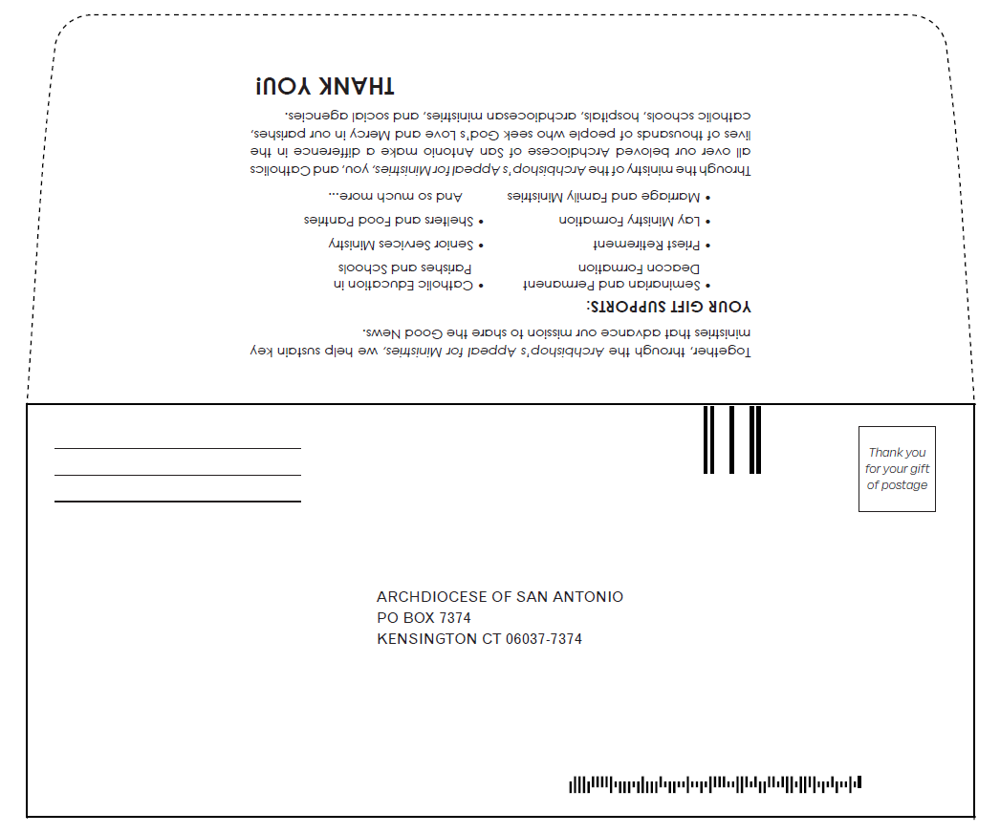 Together, through the Archbishop's Appeal for Ministries, we help sustain key
ministries that advance our mission to share the Good News.
YOUR GIFT SUPPORTS:
• Seminarian and Permanent
Deacon Formation
• Priest Retirement
• Lay Ministry Formation
• Marriage and Family Ministries
• Catholic Education in
Parishes and Schools
• Senior Services Ministry
• Shelters and Food Pantries
And so much more...
Through the ministry of the Archbishop's Appeal for Ministries, you, and Catholics
all over our beloved Archdiocese of San Antonio make a difference in the
lives of thousands of people who seek God's Love and Mercy in our parishes,
catholic schools, hospitals, archdiocesan ministries, and social agencies.
THANK YOU!
Thank you
for your gift
of postage
ARCHDIOCESE OF SAN ANTONIO
PO BOX 7374
KENSINGTON CT 06037-7374